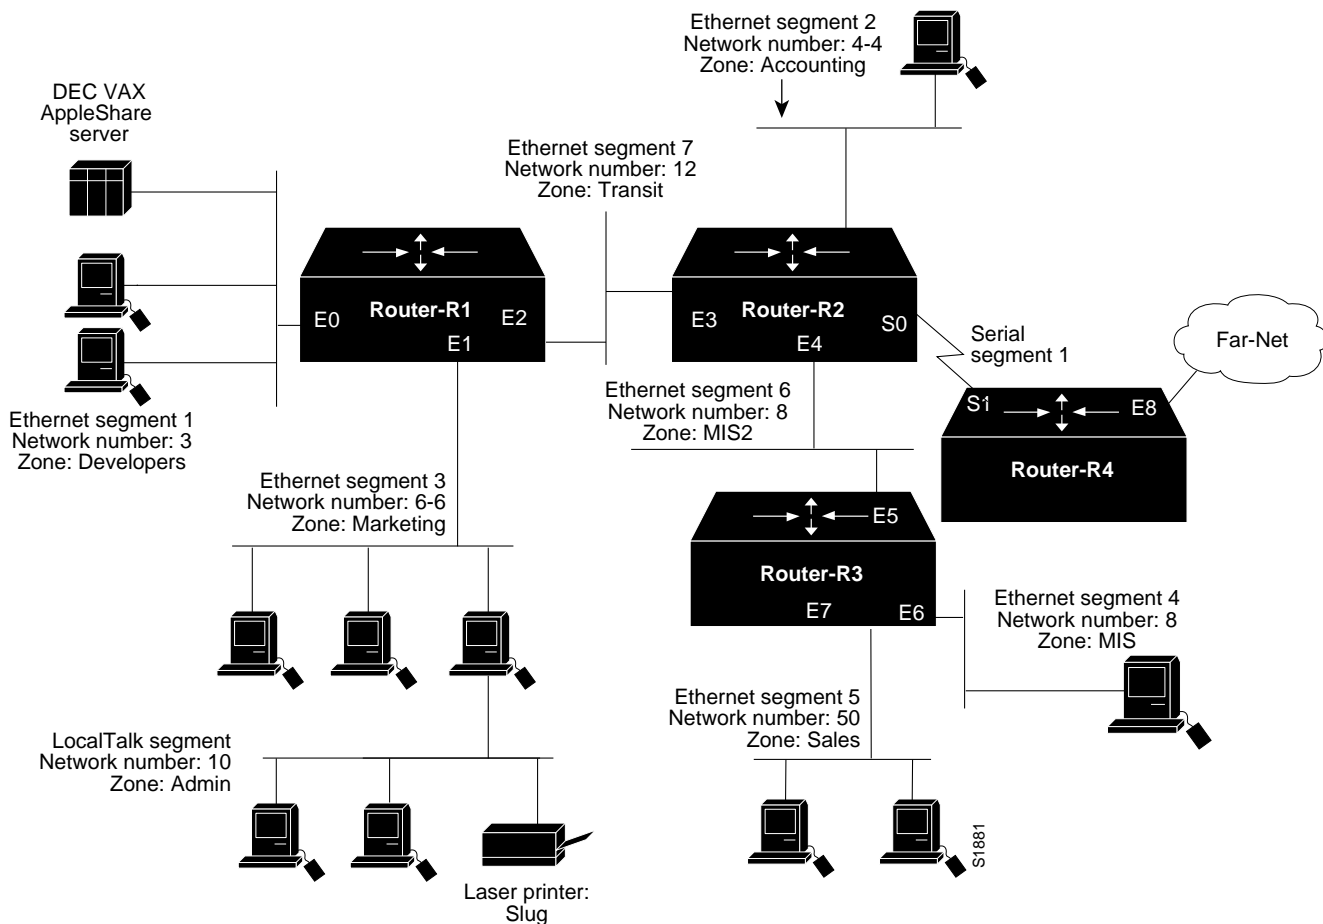 Ethernet segment 2
Network number: 4-4
Zone: Accounting
DEC VAX
AppleShare
server
Ethernet segment 7
Network number: 12
Zone: Transit
E0
Router-R1
E2
E1
E3
Router-R2
S0
E4
Serial
segment 1
Far-Net
Ethernet segment 1
Network number: 3
Zone: Developers
Ethernet segment 6
Network number: 8
Zone: MIS2
S1
E8
Router-R4
Ethernet segment 3
Network number: 6-6
Zone: Marketing
E5
Router-R3
E7
E6
Ethernet segment 4
Network number: 8
Zone: MIS
Ethernet segment 5
Network number: 50
Zone: Sales
LocalTalk segment
Network number: 10
Zone: Admin
S1881
Laser printer:
Slug